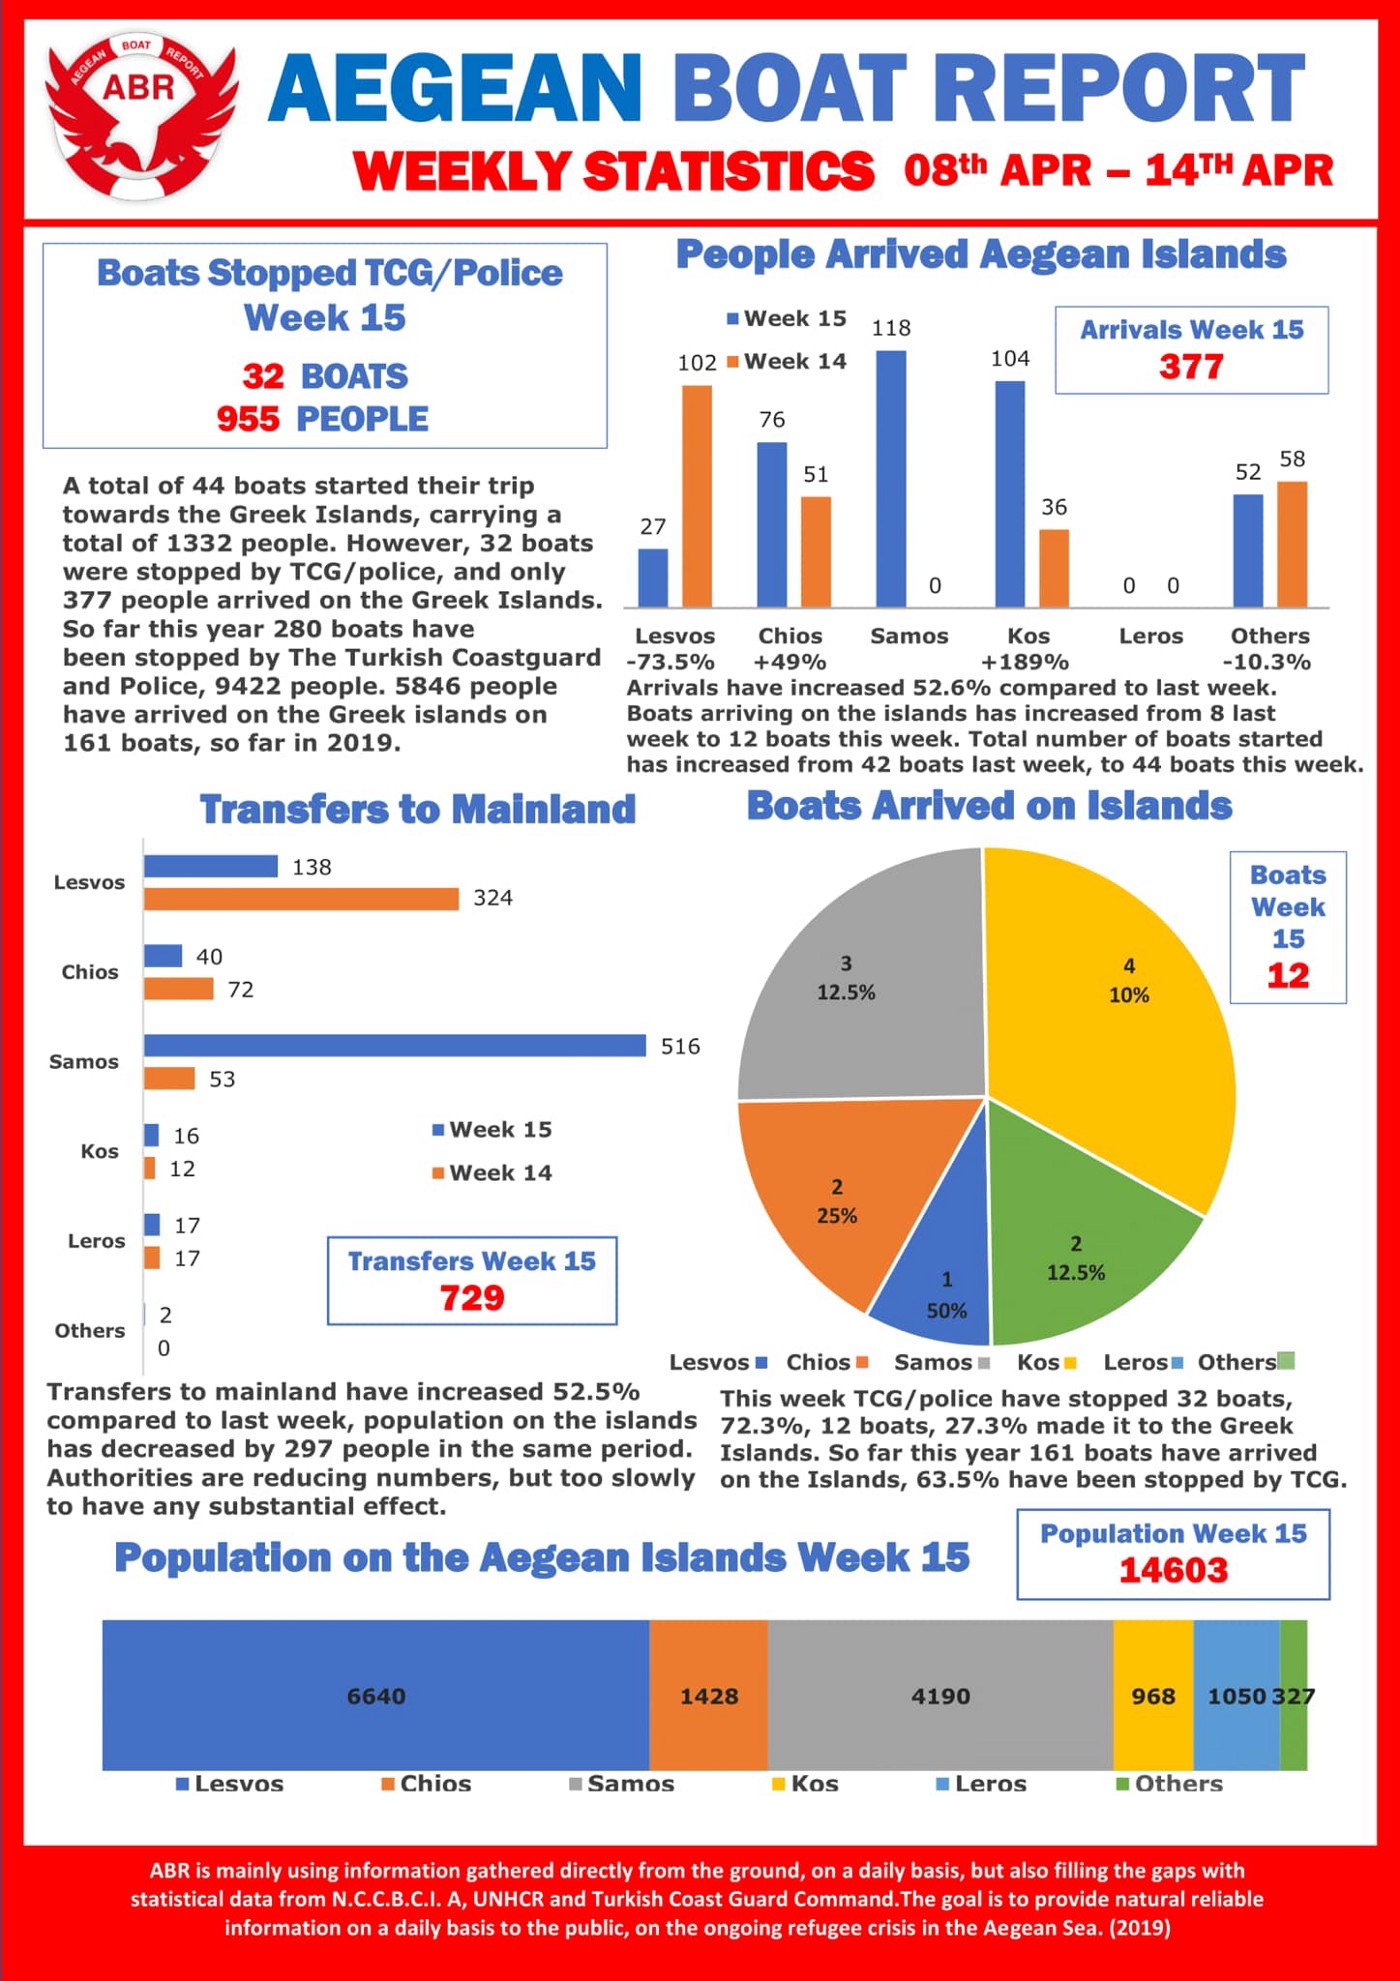 AEGEAN BOAT REPORT
ABR
AEGEAN BOAT REPORT
WEEKLY STATISTICS 08th APR – 14TH APR
Boats Stopped TCG/Police
Week 15
32 BOATS
955 PEOPLE
A total of 44 boats started their trip
towards the Greek Islands, carrying a
total of 1332 people. However, 32 boats
were stopped by TCG/police, and only
377 people arrived on the Greek Islands.
So far this year 280 boats have
been stopped by The Turkish Coastguard
and Police, 9422 people. 5846 people
have arrived on the Greek islands on
161 boats, so far in 2019.
People Arrived Aegean Islands
Week 15
Week 14
Arrivals Week 15
377
27
102
76
51
118
0
104
36
0
0
52
58
Lesvos Chios Samos Kos Leros Others
-73.5% +49% +189% -10.3%
Arrivals have increased 52.6% compared to last week.
Boats arriving on the islands has increased from 8 last
week to 12 boats this week. Total number of boats started
has increased from 42 boats last week, to 44 boats this week.
Transfers to Mainland
Lesvos
138
324
Chios
40
72
Samos
516
53
Kos
16
12
Leros
17
17
Others
2
0
Week 15
Week 14
Transfers Week 15
729
Transfers to mainland have increased 52.5%
compared to last week, population on the islands
has decreased by 297 people in the same period.
Authorities are reducing numbers, but too slowly
to have any substantial effect.
Boats Arrived on Islands
Boats
Week
15
12
3
12.5%
4
10%
2
25%
1
50%
2
12.5%
Lesvos Chios Samos Kos Leros Others
This week TCG/police have stopped 32 boats,
72.3%, 12 boats, 27.3% made it to the Greek
Islands. So far this year 161 boats have arrived
on the Islands, 63.5% have been stopped by TCG.
Population on the Aegean Islands Week 15
Population Week 15
14603
6640 1428 4190 968 1050 327
Lesvos Chios Samos Kos Leros Others
ABR is mainly using information gathered directly from the ground, on a daily basis, but also filling the gaps with
statistical data from N.C.C.B.C.I. A, UNHCR and Turkish Coast Guard Command.The goal is to provide natural reliable
information on a daily basis to the public, on the ongoing refugee crisis in the Aegean Sea. (2019)